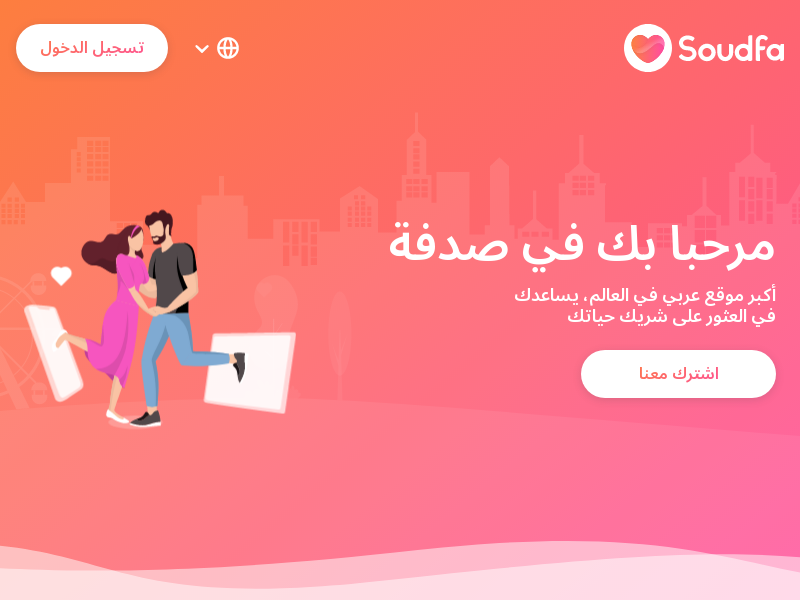 Soudfa
تسجيل الدخول
مرحبا بك في صدفة
أكبر موقع عربي في العالم، يساعدك
في العثور على شريك حياتك
اشترك معنا